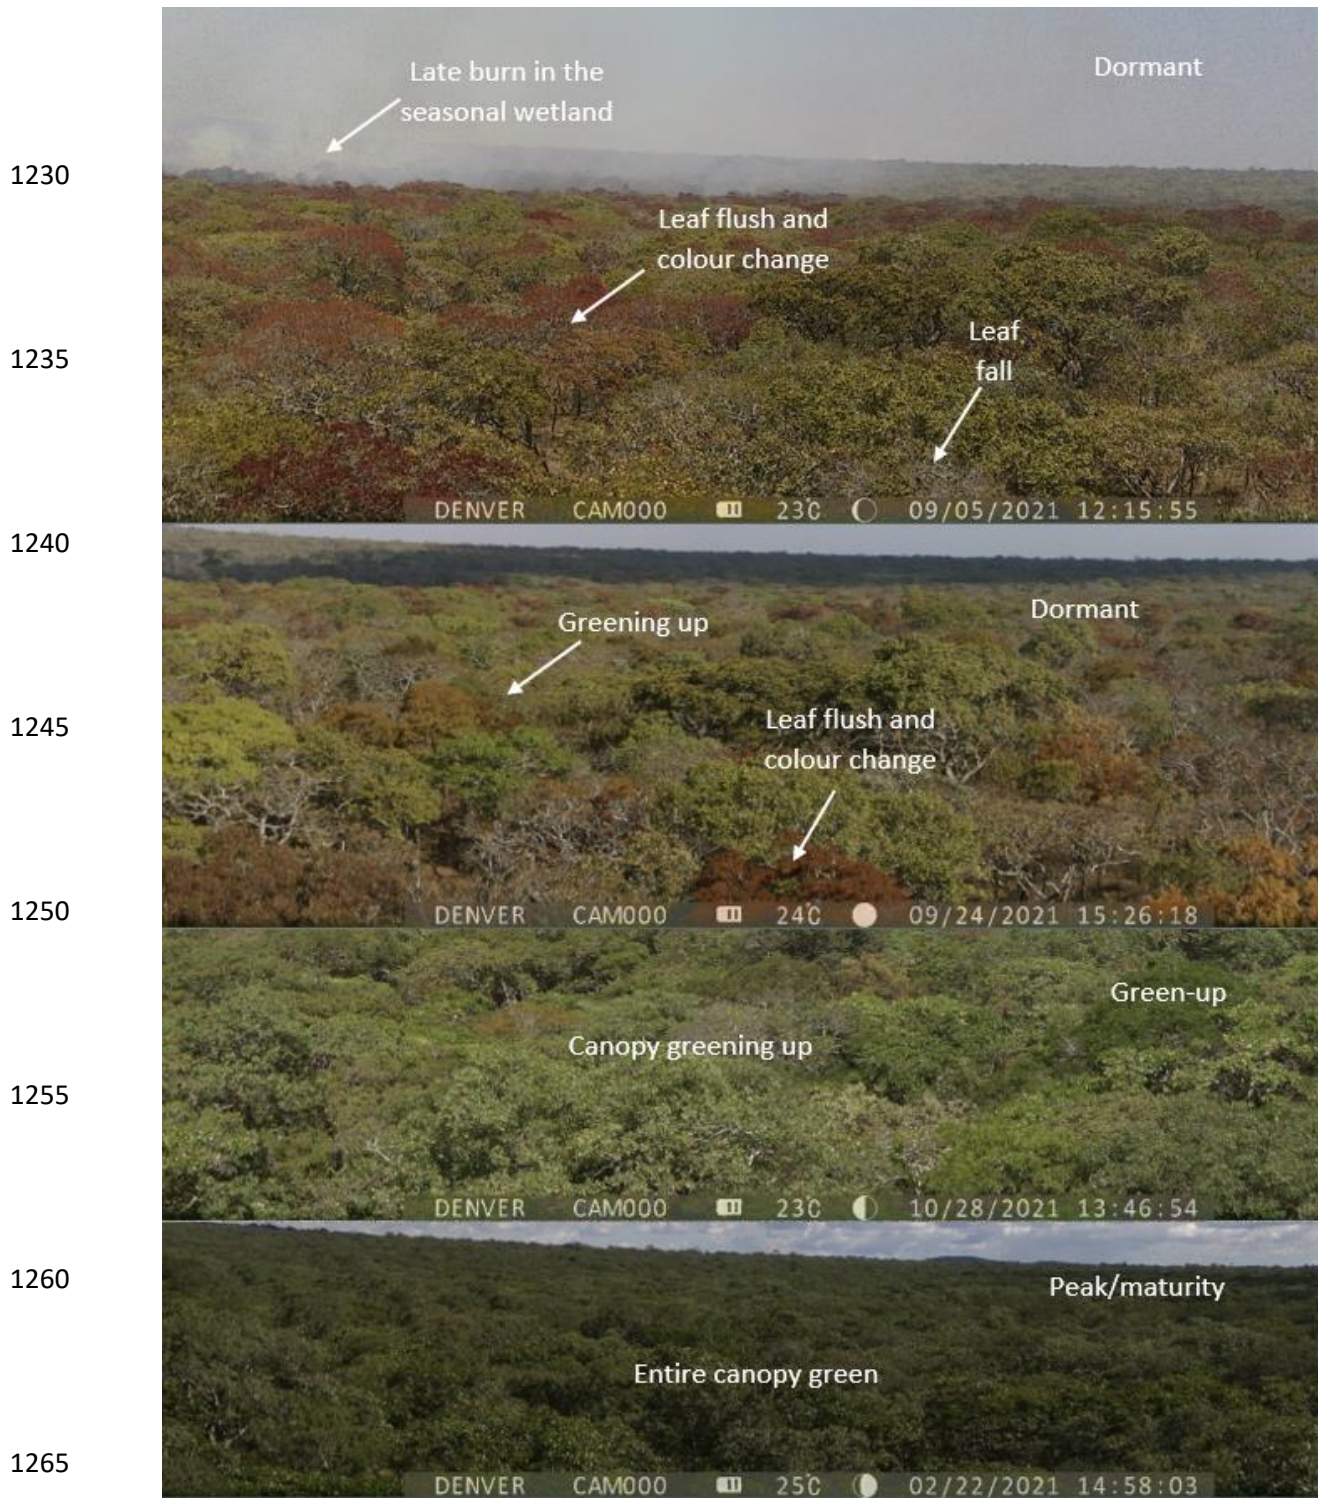 Late burn in the
seasonal wetland
Dormant
1230
Leaf flush and
colour change
1235
Leaf
fall
DENVER CAM000 23C 09/05/2021 12:15:55
1240
Greening up
Dormant
1245
Leaf flush and
colour change
1250
DENVER CAM000 24C 09/24/2021 15:26:18
Green-up
Canopy greening up
1255
DENVER CAM000 23C 10/28/2021 13:46:54
1260
Peak/maturity
Entire canopy green
1265
DENVER CAM000 25C 02/22/2021 14:58:03